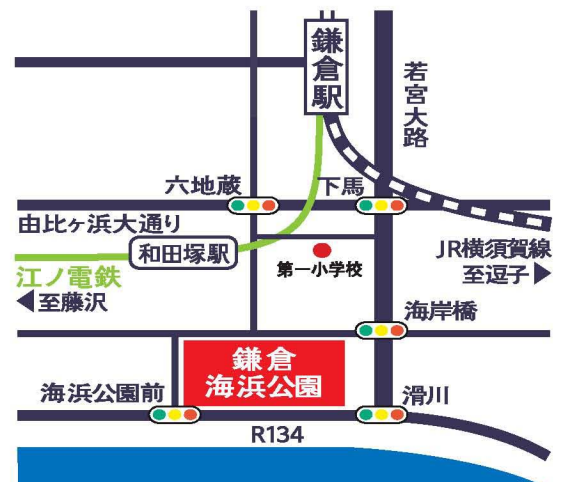 鎌倉駅
若宮大路
六地蔵
下馬
由比ヶ浜大通り
和田塚駅
第一小学校
JR横須賀線
至逗子▶
江ノ電鉄
◀至藤沢
海岸橋
鎌倉
海浜公園
海浜公園前
滑川
R134